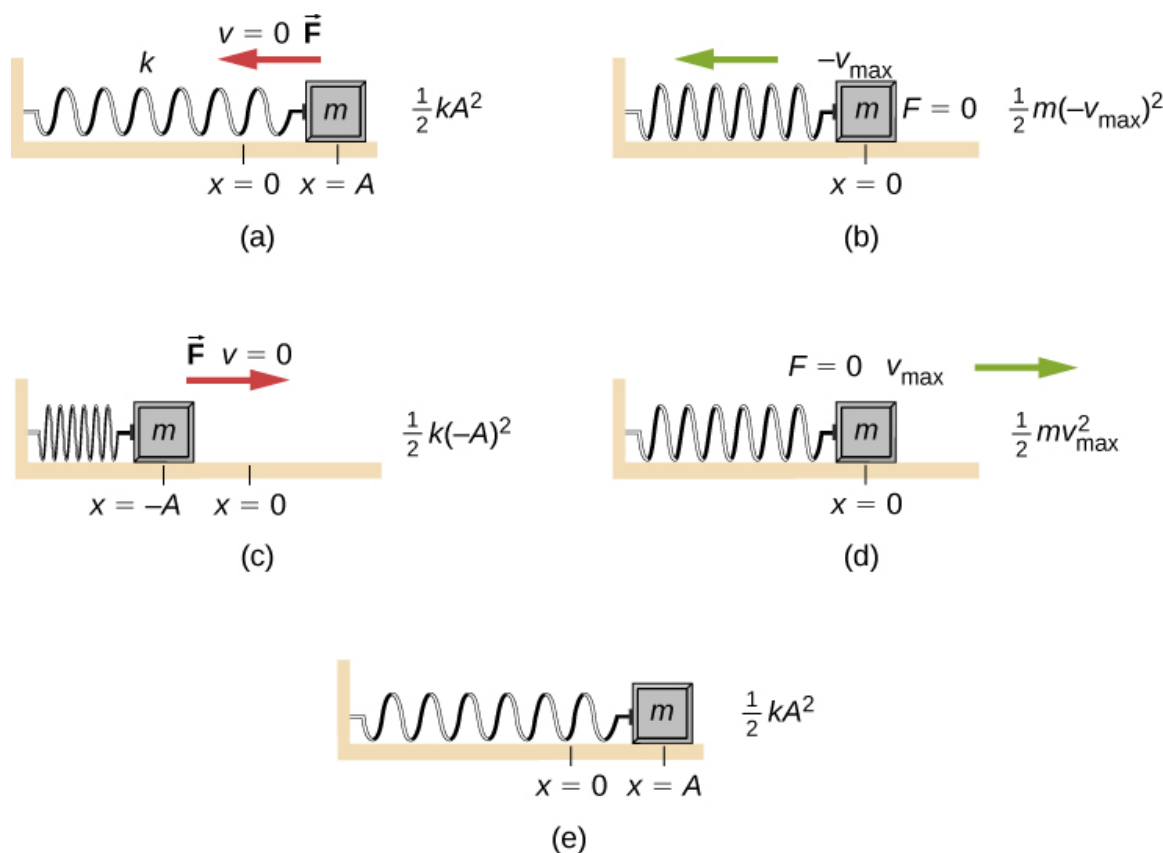 v = 0 F⃗
k
m
½ kA²
x = 0 x = A
(a)
–vₘₐₓ
m
F = 0
½ m(–vₘₐₓ)²
x = 0
(b)
F⃗ v = 0
m
½ k(–A)²
x = –A x = 0
(c)
F = 0 vₘₐₓ
m
½ mv²ₘₐₓ
x = 0
(d)
m
½ kA²
x = 0 x = A
(e)